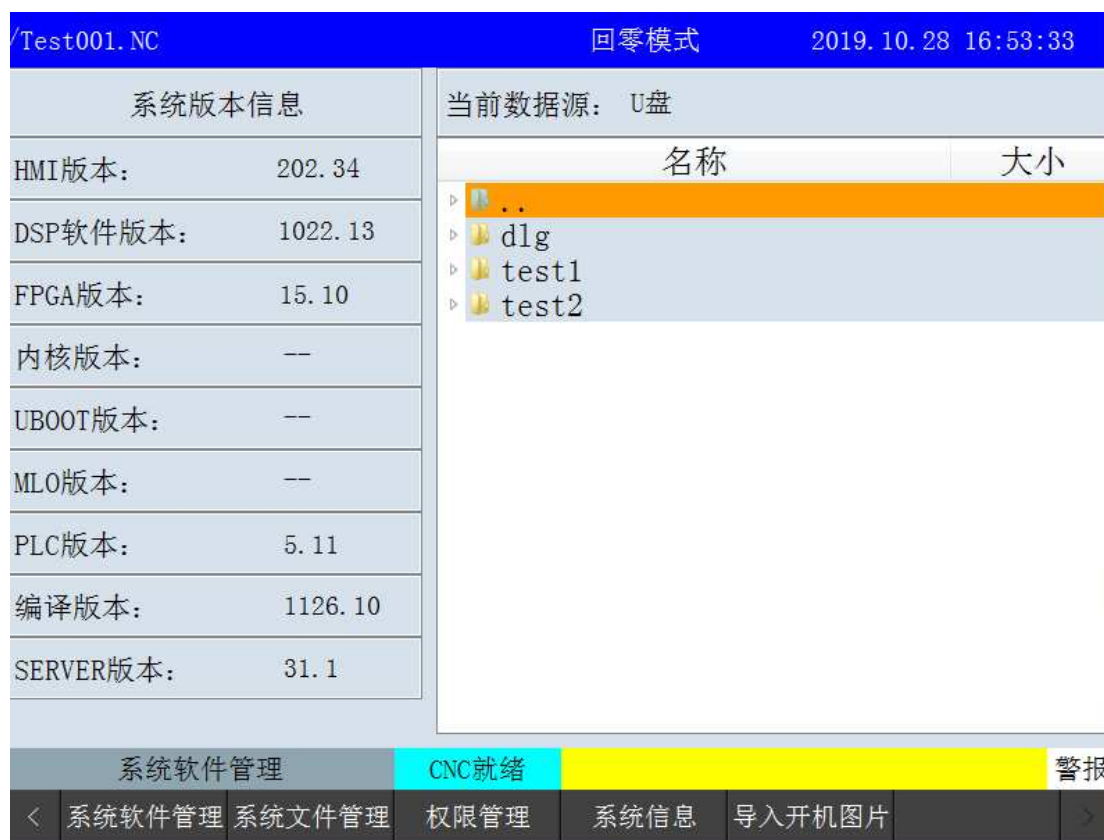 /Test001.NC 回零模式 2019.10.28 16:53:33
系统版本信息
HMI版本： 202.34
DSP软件版本： 1022.13
FPGA版本： 15.10
内核版本： --
UBOOT版本： --
MLO版本： --
PLC版本： 5.11
编译版本： 1126.10
SERVER版本： 31.1
当前数据源： U盘
名称 大小
..
dlg
test1
test2
系统软件管理 CNC就绪 警报
< 系统软件管理 系统文件管理 权限管理 系统信息 导入开机图片 >